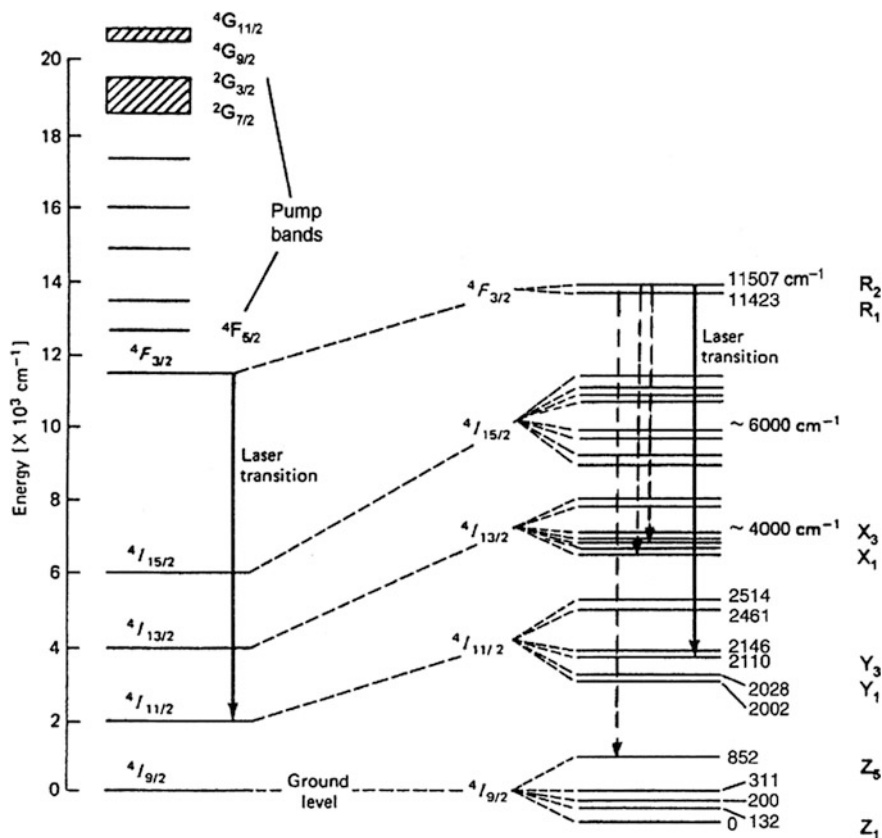 ⁴G₁₁/₂
⁴G₉/₂
²G₃/₂
²G₇/₂
Pump
bands
⁴F₅/₂
⁴F₃/₂
Laser
transition
⁴I₁₅/₂
⁴I₁₃/₂
⁴I₁₁/₂
⁴I₉/₂
Ground
level
Energy [X 10³ cm⁻¹)
20
18
16
14
12
10
8
6
4
2
0
⁴F₃/₂
⁴I₁₅/₂
⁴I₁₃/₂
⁴I₁₁/₂
⁴I₉/₂
11507 cm⁻¹ R₂
11423 R₁
Laser
transition
~ 6000 cm⁻¹
~ 4000 cm⁻¹ X₃
X₁
2514
2461
2146
2110 Y₃
2028 Y₁
2002
852 Z₅
311
200
132
0 Z₁